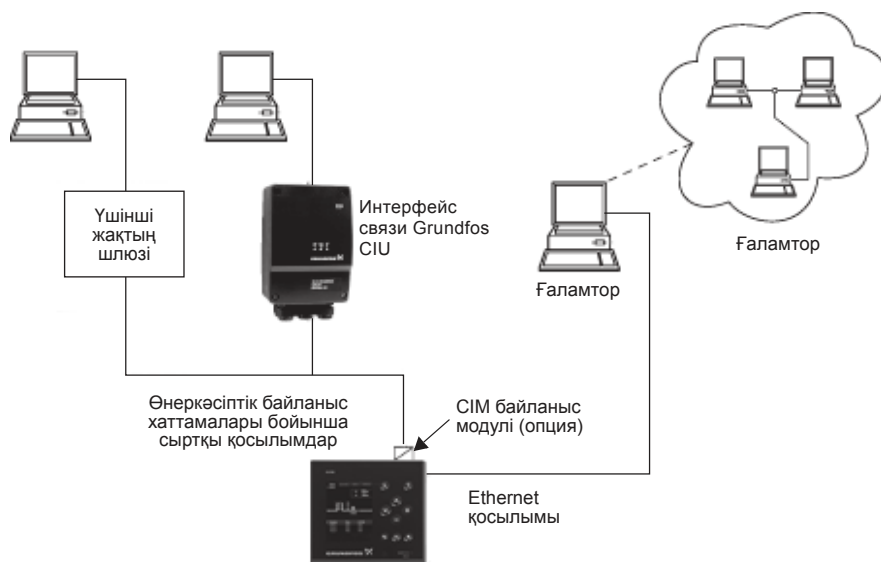 Үшінші
жақтың
шлюзі
Интерфейс
связи Grundfos
CIU
Ғаламтор
Ғаламтор
Өнеркәсіптік байланыс
хаттамалары бойынша
сыртқы қосылымдар
CIM байланыс
модулі (опция)
Ethernet
қосылымы